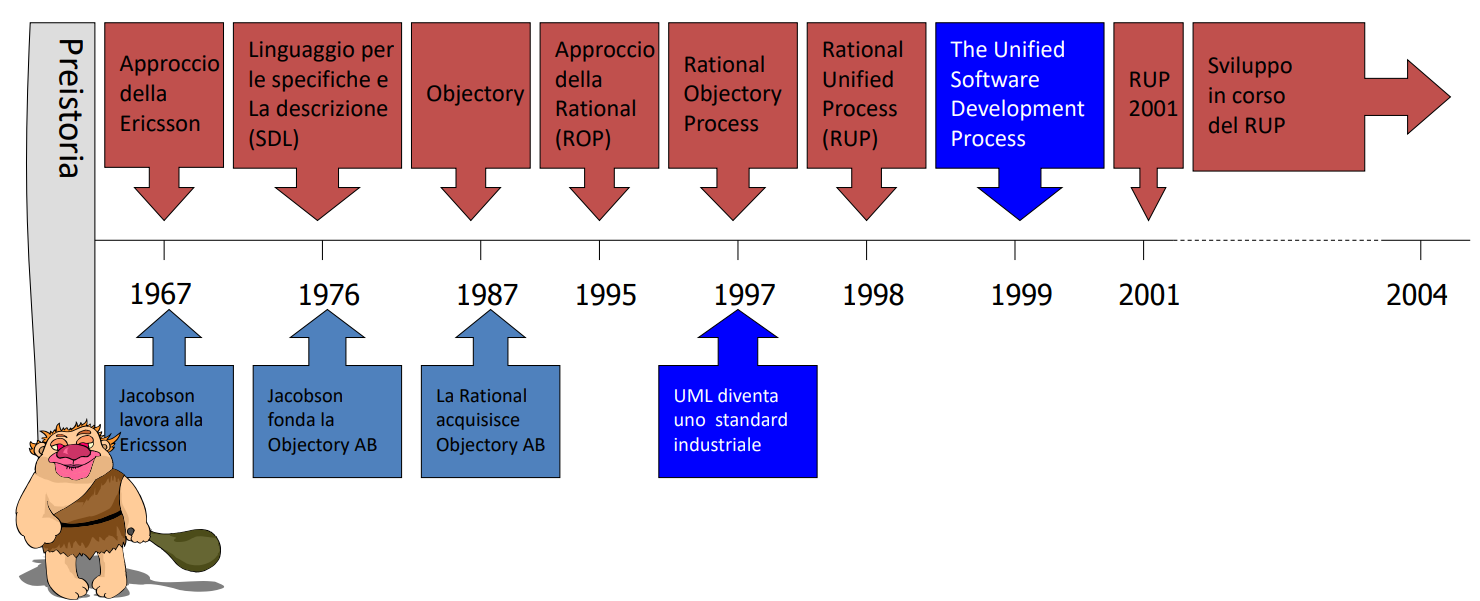 Preistoria
Approccio
della
Ericsson
Linguaggio per
le specifiche e
La descrizione
(SDL)
Objectory
Approccio
della
Rational
(ROP)
Rational
Objectory
Process
Rational
Unified
Process
(RUP)
The Unified
Software
Development
Process
RUP
2001
Sviluppo
in corso
del RUP
1967
1976
1987
1995
1997
1998
1999
2001
2004
Jacobson
lavora alla
Ericsson
Jacobson
fonda la
Objectory AB
La Rational
acquisisce
Objectory AB
UML diventa
uno standard
industriale